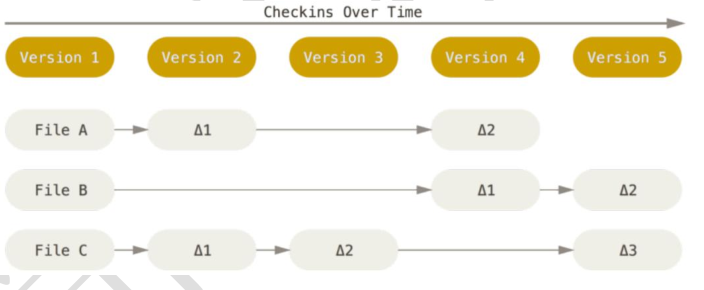 Checkins Over Time
Version 1 Version 2 Version 3 Version 4 Version 5
File A Δ1 Δ2
File B Δ1 Δ2
File C Δ1 Δ2 Δ3